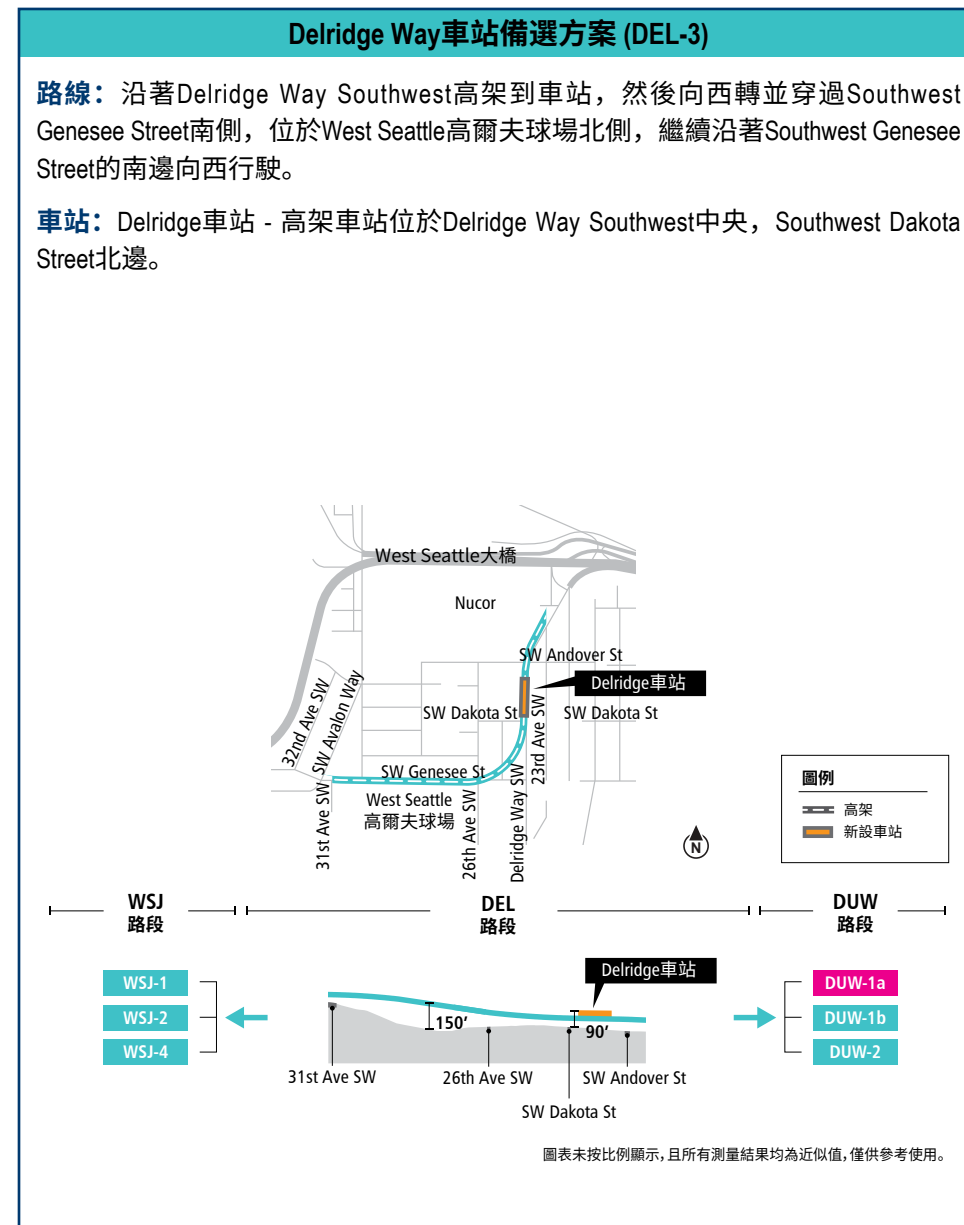 Delridge Way車站備選方案 (DEL-3)
路線：沿著Delridge Way Southwest高架到車站，然後向西轉並穿過Southwest
Genesee Street南側，位於West Seattle高爾夫球場北側，繼續沿著Southwest Genesee
Street的南邊向西行駛。
車站：Delridge車站 - 高架車站位於Delridge Way Southwest中央，Southwest Dakota
Street北邊。
West Seattle大橋
Nucor
SW Andover St
Delridge車站
SW Dakota St
SW Dakota St
32nd Ave SW
SW Avalon Way
23rd Ave SW
SW Genesee St
West Seattle
高爾夫球場
31st Ave SW
26th Ave SW
Delridge Way SW
N
圖例
高架
新設車站
WSJ
路段
DEL
路段
DUW
路段
WSJ-1
WSJ-2
WSJ-4
Delridge車站
150’
90’
31st Ave SW
26th Ave SW
SW Andover St
SW Dakota St
DUW-1a
DUW-1b
DUW-2
圖表未按比例顯示，且所有測量結果均為近似值，僅供參考使用。